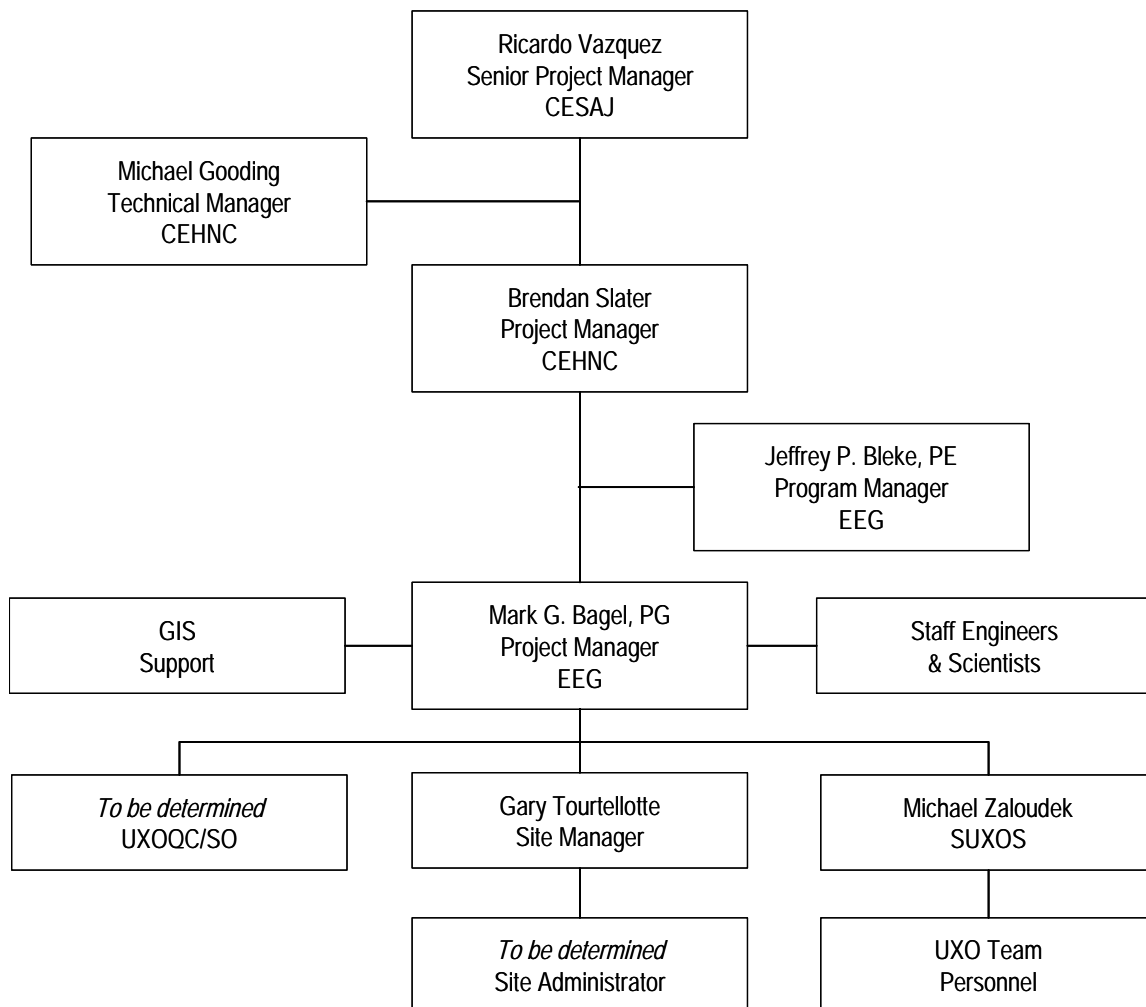 Ricardo Vazquez
Senior Project Manager
CESAJ
Michael Gooding
Technical Manager
CEHNC
Brendan Slater
Project Manager
CEHNC
Jeffrey P. Bleke, PE
Program Manager
EEG
GIS
Support
Mark G. Bagel, PG
Project Manager
EEG
Staff Engineers
& Scientists
To be determined
UXOQC/SO
Gary Tourtellotte
Site Manager
Michael Zaloudek
SUXOS
To be determined
Site Administrator
UXO Team
Personnel